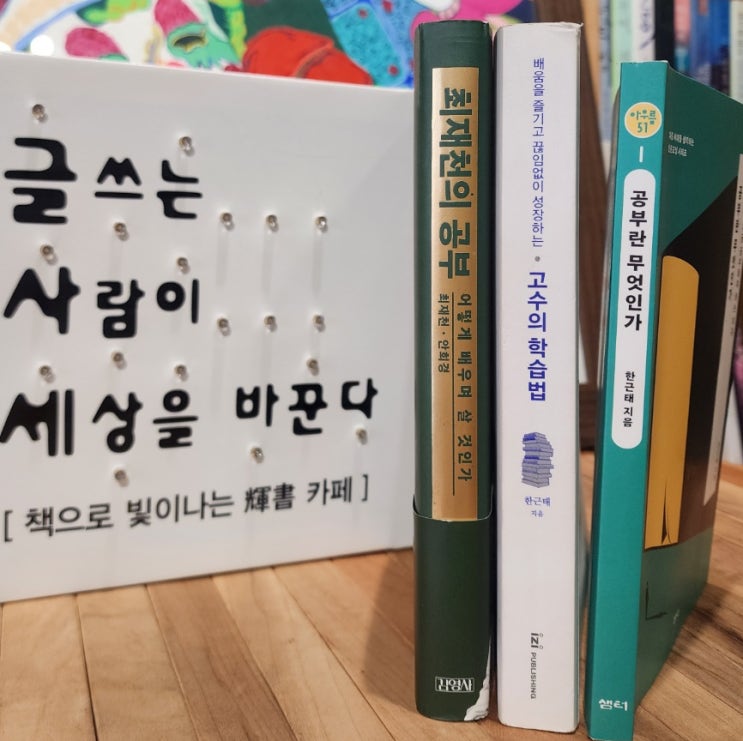 글쓰는
사람이
세상을 바꾼다
[ 책으로 빛이나는 輝書 카페 ]
최재천의 공부
어떻게 배우며 살 것인가
최재천 · 안희경
김영사
배움을 즐기고 끊임없이 성장하는
고수의 학습법
한근태
지음
iZi PUBLISHING
아우름
51
공부란 무엇인가
한근태 지음
샘터